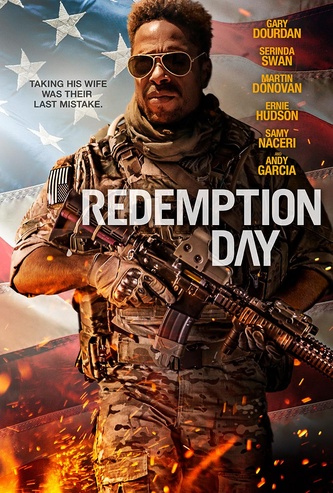 TAKING HIS WIFE
WAS THEIR
LAST MISTAKE.
GARY
DOURDAN
SERINDA
SWAN
MARTIN
DONOVAN
ERNIE
HUDSON
SAMY
NACERI
AND
ANDY
GARCIA
REDEMPTION
DAY